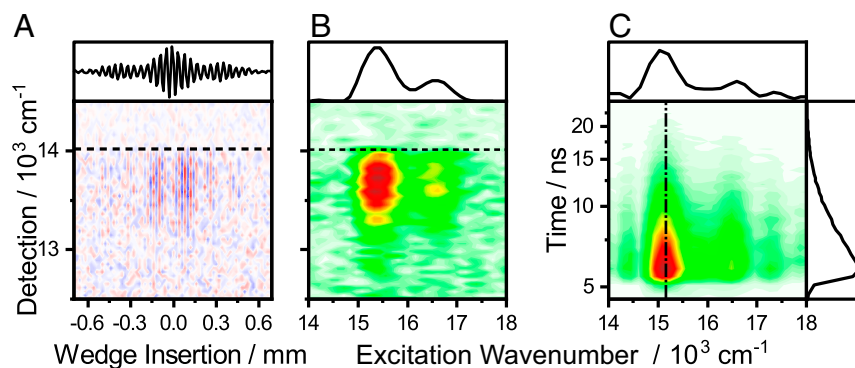 A
B
C
Detection / 10³ cm⁻¹
14
13
-0.6 -0.3 0.0 0.3 0.6
Wedge Insertion / mm
14 15 16 17 18
Excitation Wavenumber / 10³ cm⁻¹
Time / ns
20
15
10
5
14 15 16 17 18